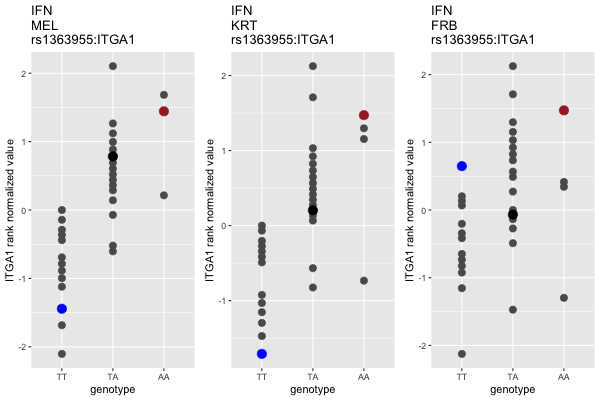 IFN
MEL
rs1363955:ITGA1
ITGA1 rank normalized value
2
1
0
-1
-2
TT
TA
AA
genotype
IFN
KRT
rs1363955:ITGA1
ITGA1 rank normalized value
2
1
0
-1
TT
TA
AA
genotype
IFN
FRB
rs1363955:ITGA1
ITGA1 rank normalized value
2
1
0
-1
-2
TT
TA
AA
genotype